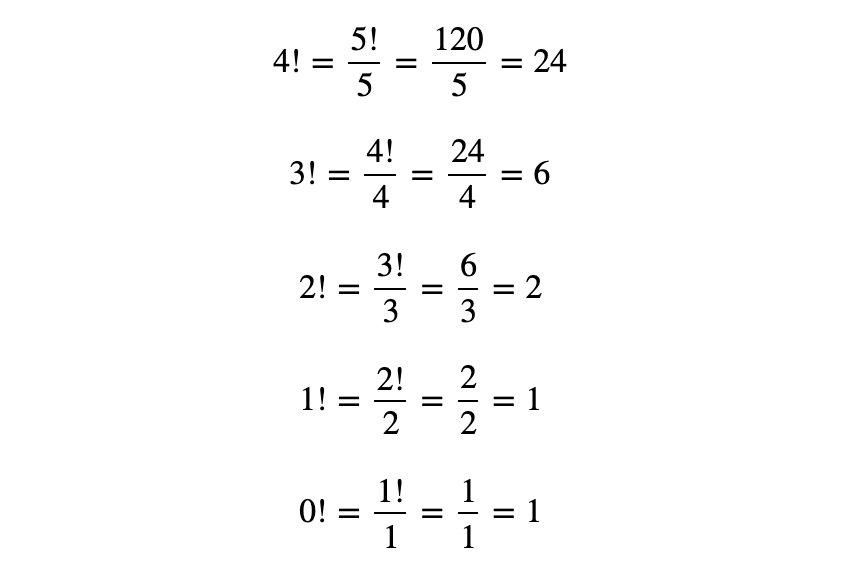 4! = 5!/5 = 120/5 = 24
3! = 4!/4 = 24/4 = 6
2! = 3!/3 = 6/3 = 2
1! = 2!/2 = 2/2 = 1
0! = 1!/1 = 1/1 = 1